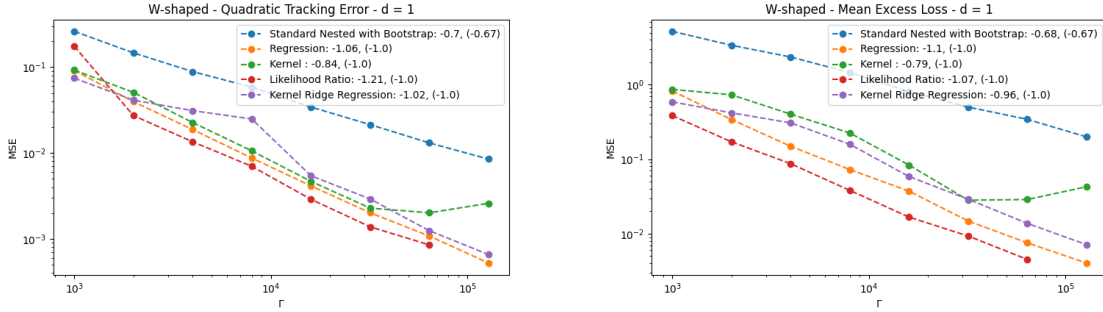 W-shaped - Quadratic Tracking Error - d = 1
MSE
10⁻¹
10⁻²
10⁻³
Standard Nested with Bootstrap: -0.7, (-0.67)
Regression: -1.06, (-1.0)
Kernel : -0.84, (-1.0)
Likelihood Ratio: -1.21, (-1.0)
Kernel Ridge Regression: -1.02, (-1.0)
10³
10⁴
10⁵
Γ
W-shaped - Mean Excess Loss - d = 1
MSE
10⁰
10⁻¹
10⁻²
Standard Nested with Bootstrap: -0.68, (-0.67)
Regression: -1.1, (-1.0)
Kernel : -0.79, (-1.0)
Likelihood Ratio: -1.07, (-1.0)
Kernel Ridge Regression: -0.96, (-1.0)
10³
10⁴
10⁵
Γ